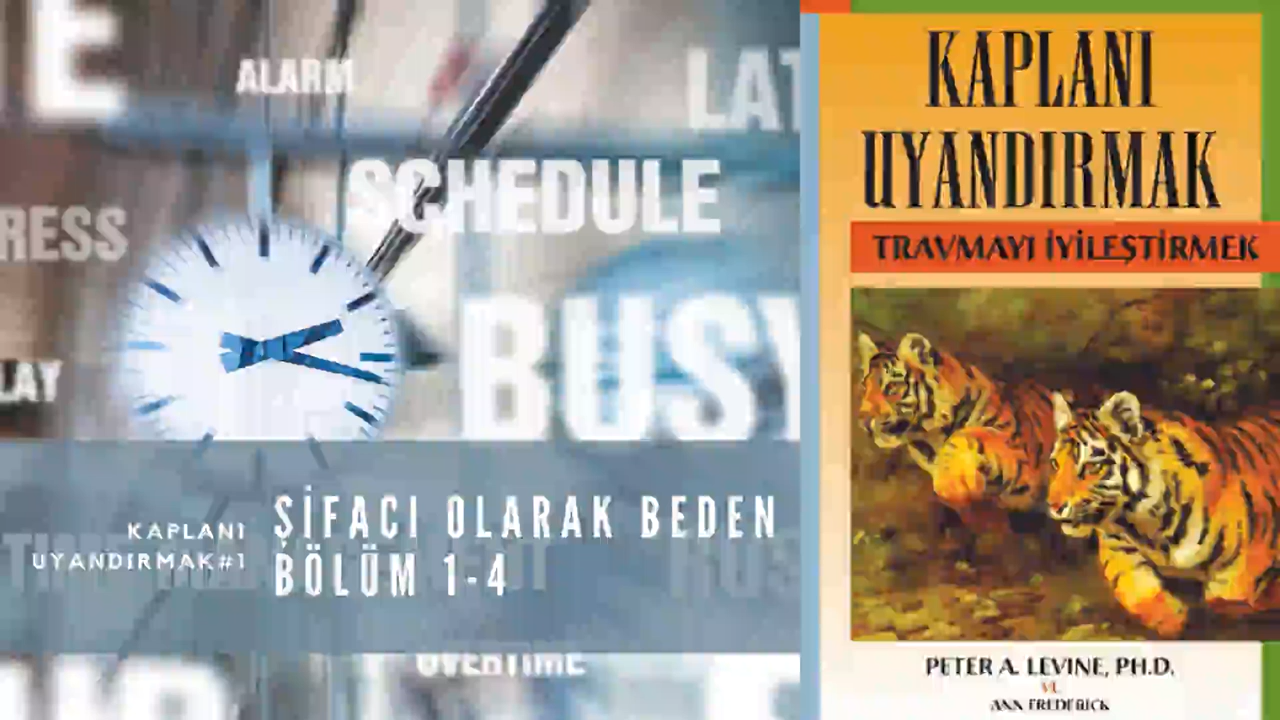 E
ALARM
LAT
SCHEDULE
RESS
BUSY
LAY
KAPLANI
UYANDIRMAK#1
ŞİFACI OLARAK BEDEN
BÖLÜM 1-4
OVERTIME
KAPLANI
UYANDIRMAK
TRAVMAYI İYİLEŞTİRMEK
PETER A. LEVINE, PH.D.
VE
ANN FREDERICK